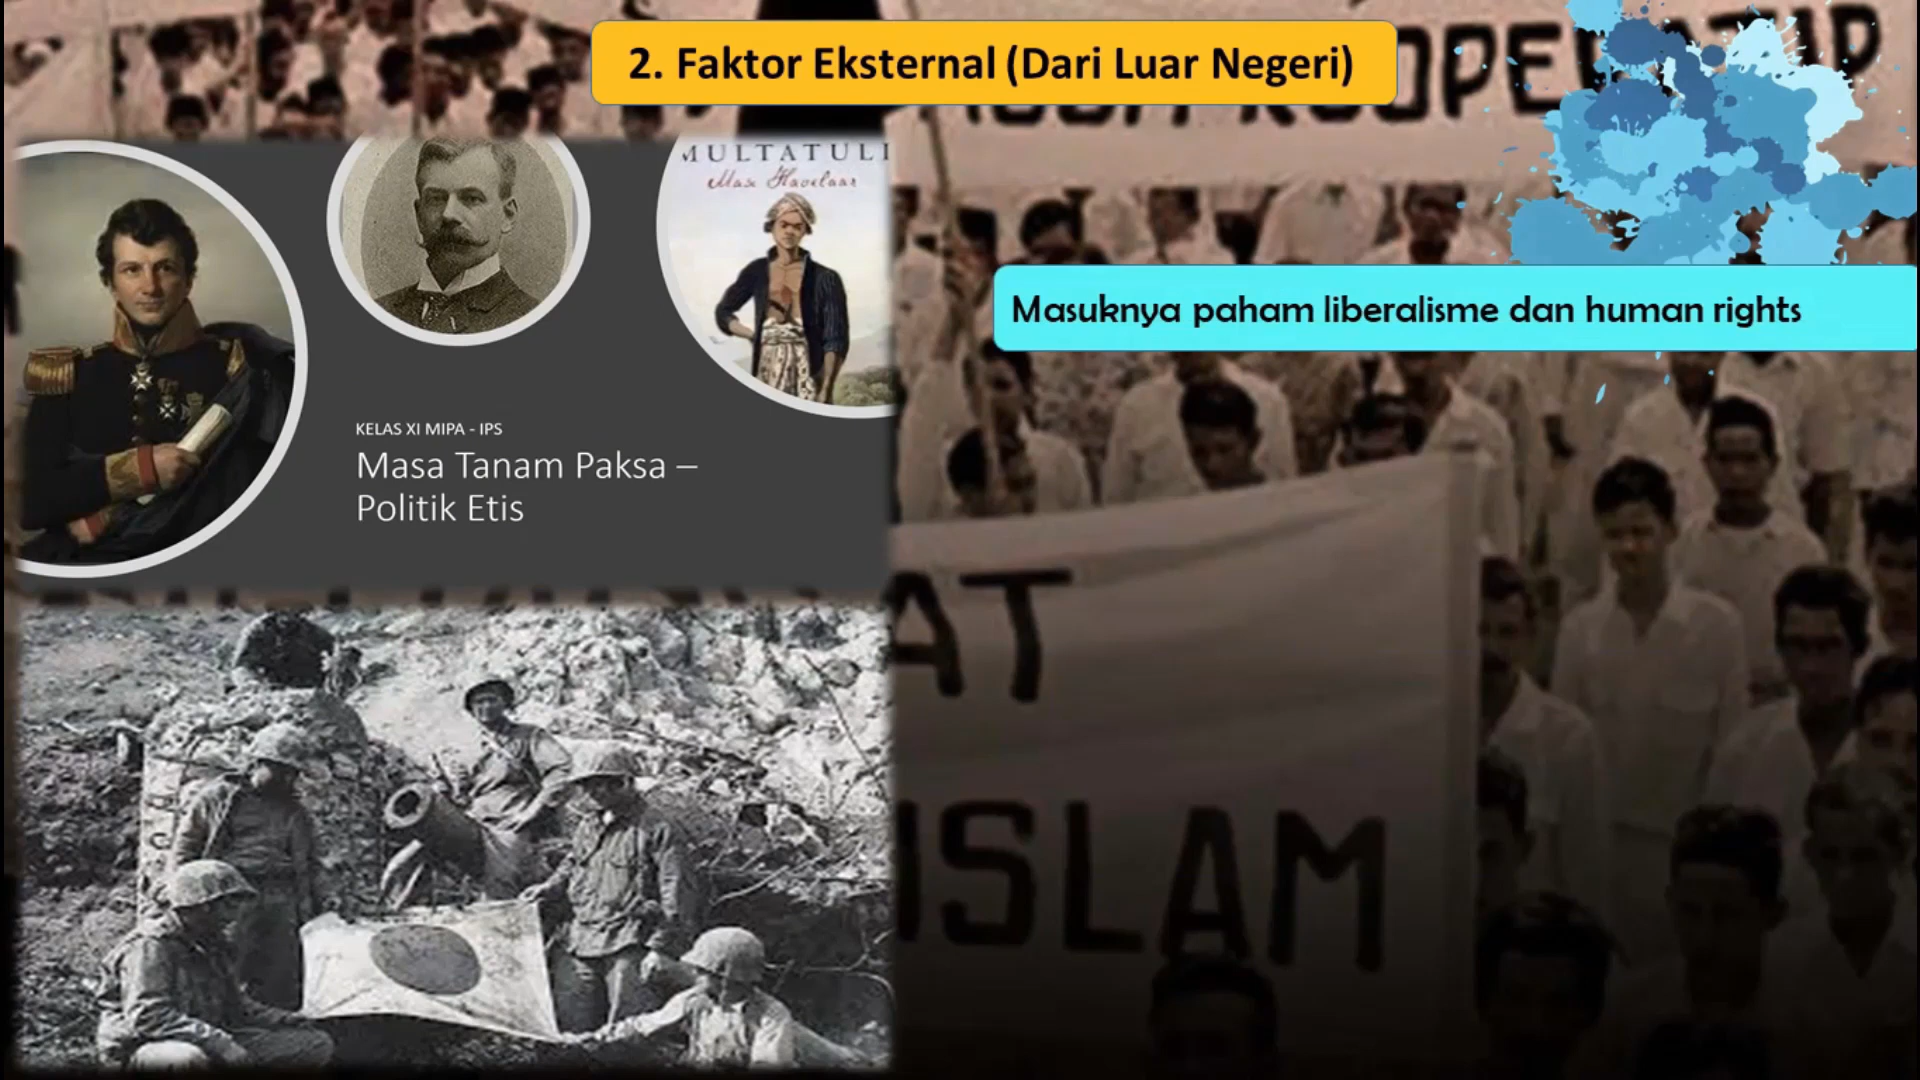 2. Faktor Eksternal (Dari Luar Negeri)
MULTATULI
Max Havelaar
Masuknya paham liberalisme dan human rights
KELAS XI MIPA - IPS
Masa Tanam Paksa –
Politik Etis
AT
ISLAM